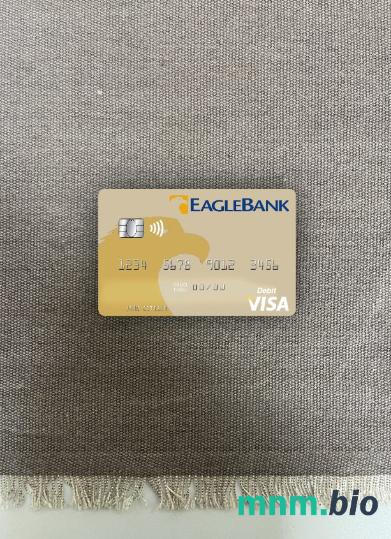 EAGLEBANK
1234 5678 9012 3456
00/00
Debit
VISA
mnm.bio